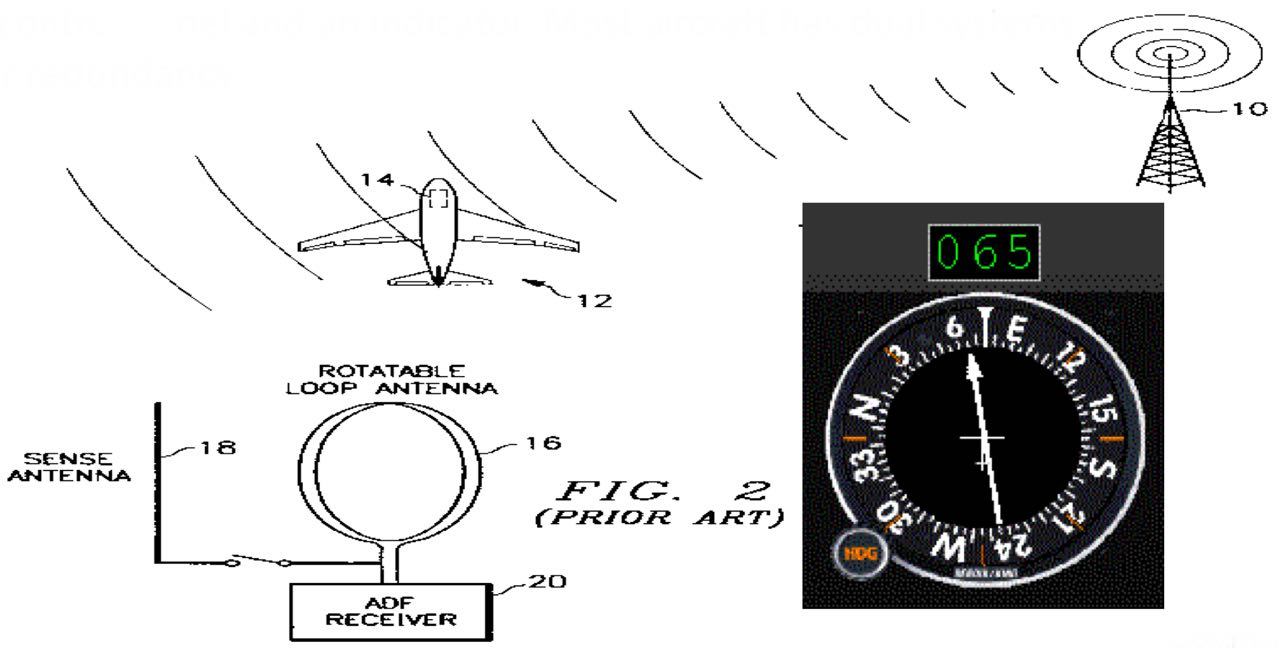 10
14
12
065
ROTATABLE
LOOP ANTENNA
SENSE
ANTENNA
18
16
FIG. 2
(PRIOR ART)
20
ADF
RECEIVER
N
3
6
E
12
15
S
21
24
W
30
33
HDG